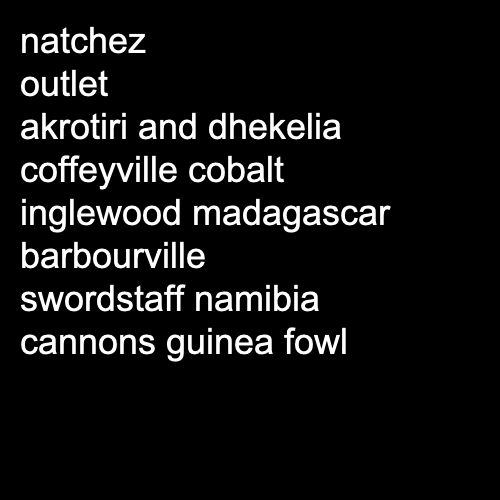 natchez
outlet
akrotiri and dhekelia
coffeyville cobalt
inglewood madagascar
barbourville
swordstaff namibia
cannons guinea fowl